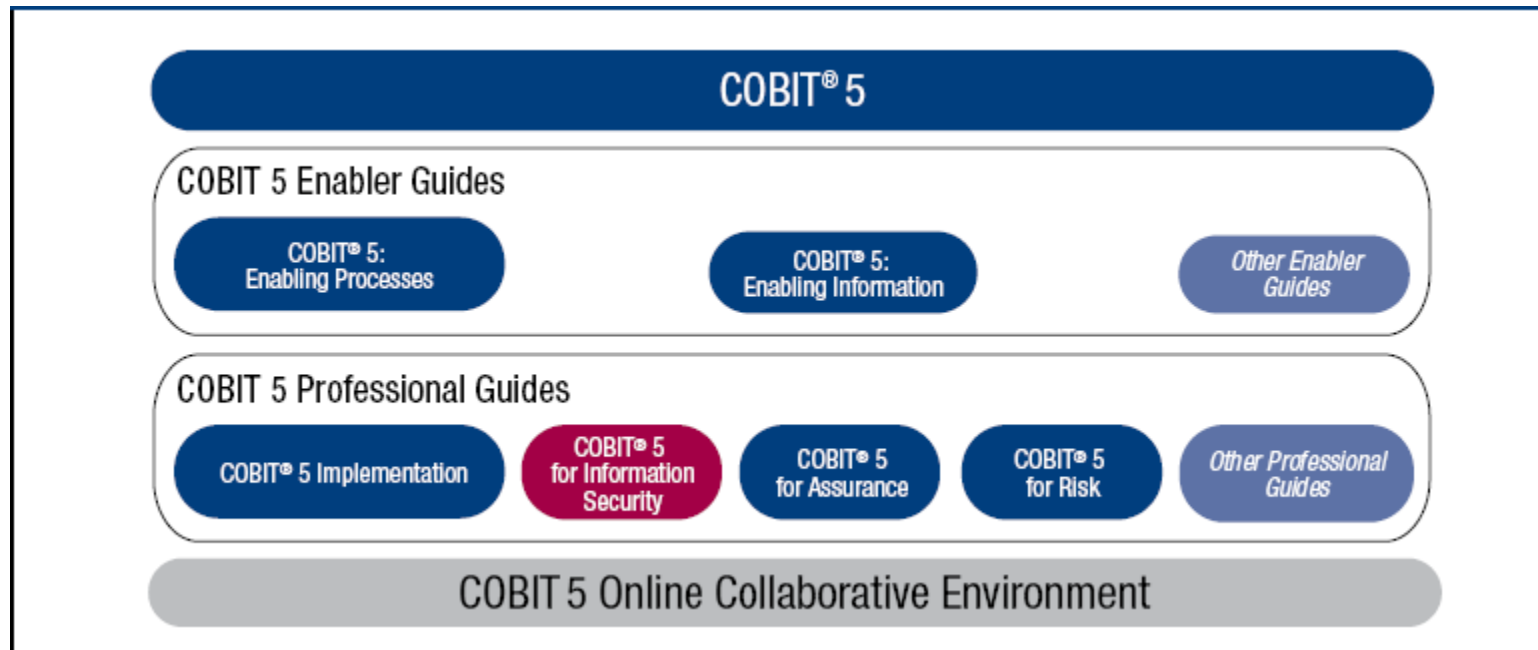 COBIT® 5
COBIT 5 Enabler Guides
COBIT® 5:
Enabling Processes
COBIT® 5:
Enabling Information
Other Enabler
Guides
COBIT 5 Professional Guides
COBIT® 5 Implementation
COBIT® 5
for Information
Security
COBIT® 5
for Assurance
COBIT® 5
for Risk
Other Professional
Guides
COBIT 5 Online Collaborative Environment